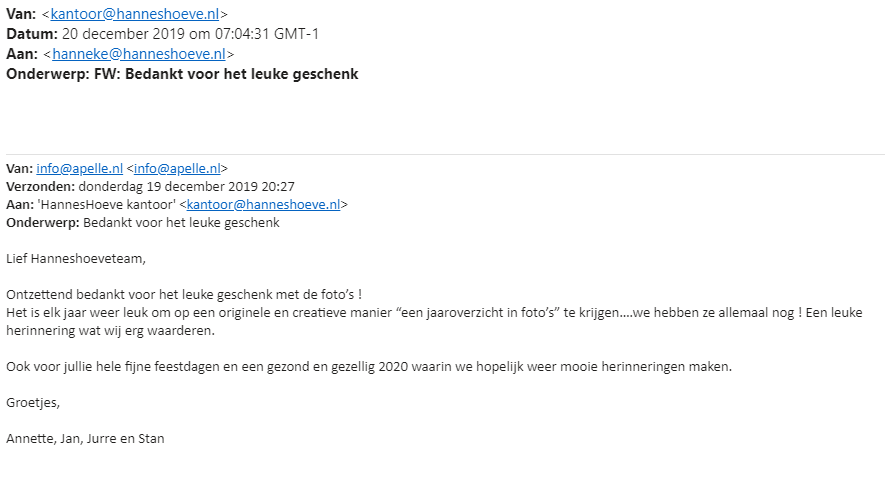 Van: <kantoor@hanneshoeve.nl>
Datum: 20 december 2019 om 07:04:31 GMT-1
Aan: <hanneke@hanneshoeve.nl>
Onderwerp: FW: Bedankt voor het leuke geschenk
Van: info@apelle.nl <info@apelle.nl>
Verzonden: donderdag 19 december 2019 20:27
Aan: 'HannesHoeve kantoor' <kantoor@hanneshoeve.nl>
Onderwerp: Bedankt voor het leuke geschenk
Lief Hanneshoeveteam,
Ontzettend bedankt voor het leuke geschenk met de foto’s !
Het is elk jaar weer leuk om op een originele en creatieve manier “een jaaroverzicht in foto’s” te krijgen….we hebben ze allemaal nog ! Een leuke
herinnering wat wij erg waarderen.
Ook voor jullie hele fijne feestdagen en een gezond en gezellig 2020 waarin we hopelijk weer mooie herinneringen maken.
Groetjes,
Annette, Jan, Jurre en Stan